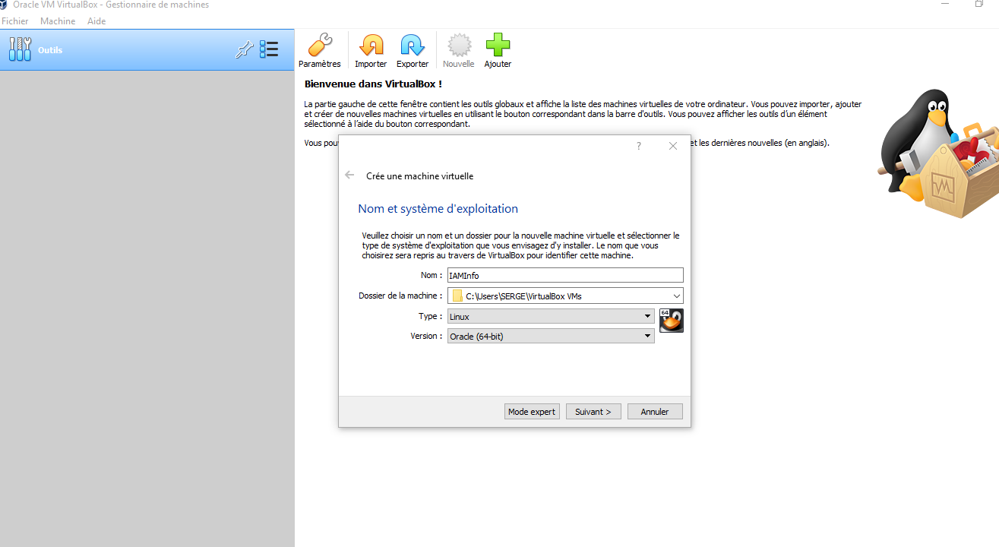 Oracle VM VirtualBox - Gestionnaire de machines
Fichier Machine Aide
Outils
Paramètres Importer Exporter Nouvelle Ajouter
Bienvenue dans VirtualBox !
La partie gauche de cette fenêtre contient les outils globaux et affiche la liste des machines virtuelles de votre ordinateur. Vous pouvez importer, ajouter
et créer de nouvelles machines virtuelles en utilisant le bouton correspondant dans la barre d'outils. Vous pouvez afficher les outils d'un élément
sélectionné à l'aide du bouton correspondant.
Vous pou et les dernières nouvelles (en anglais).
?
Crée une machine virtuelle
Nom et système d'exploitation
Veuillez choisir un nom et un dossier pour la nouvelle machine virtuelle et sélectionner le
type de système d'exploitation que vous envisagez d'y installer. Le nom que vous
choisirez sera repris au travers de VirtualBox pour identifier cette machine.
Nom : IAMInfo
Dossier de la machine : C:\Users\SERGE\VirtualBox VMs
Type : Linux
64
Version : Oracle (64-bit)
Mode expert Suivant > Annuler